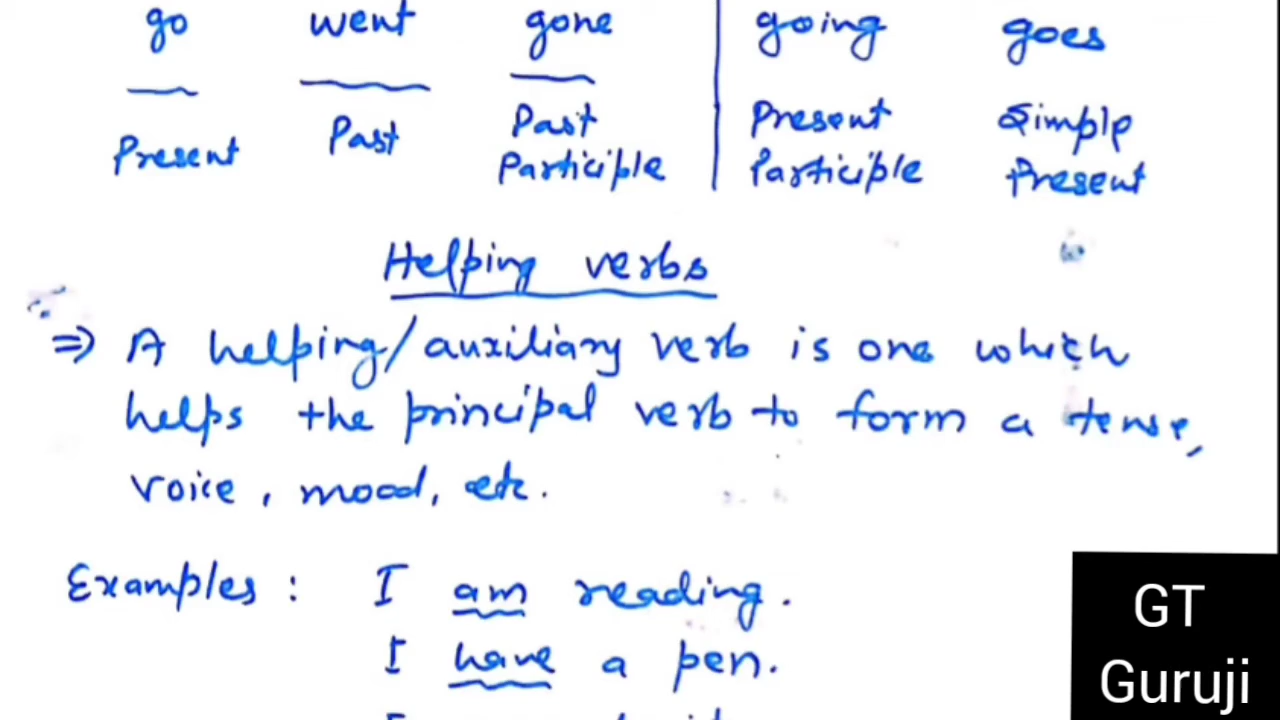 go went gone going goes
Present Past Past Participle Present Participle Simple Present
Helping verbs
⇒ A helping/auxiliary verb is one which
helps the principal verb to form a tense,
voice, mood, etc.
Examples : I am reading.
I have a pen.
I
GT
Guruji